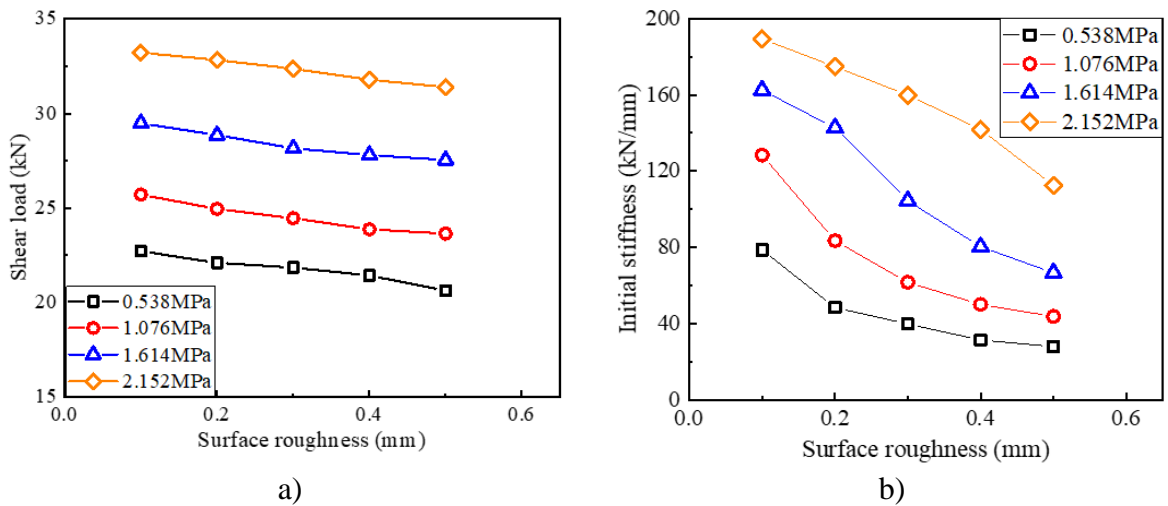 35
30
25
20
15
Shear load (kN)
0.538MPa
1.076MPa
1.614MPa
2.152MPa
0.0 0.2 0.4 0.6
Surface roughness (mm)
a)
200
160
120
80
40
0
Initial stiffness (kN/mm)
0.538MPa
1.076MPa
1.614MPa
2.152MPa
0.0 0.2 0.4 0.6
Surface roughness (mm)
b)